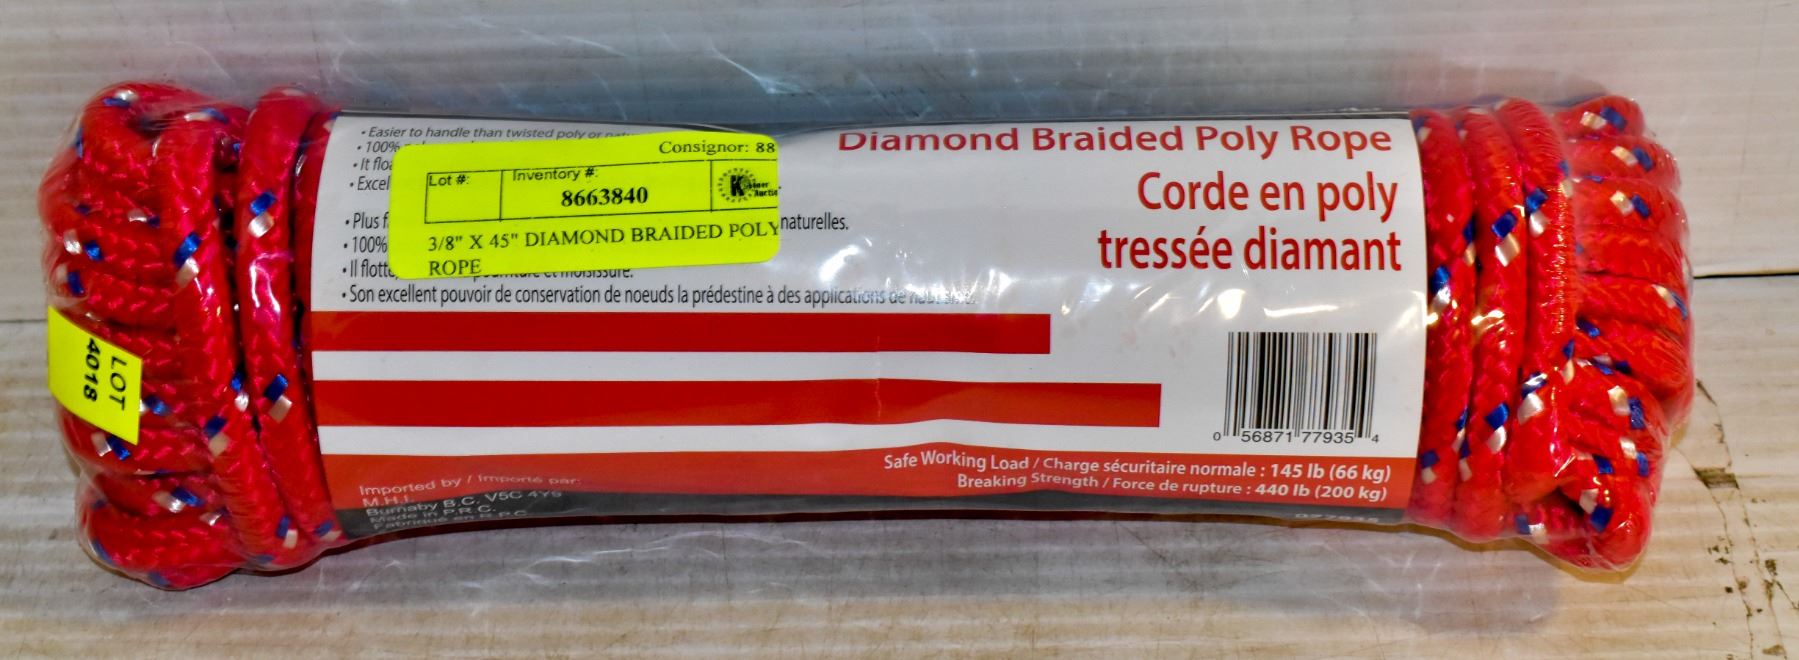 • Easier to handle than twisted poly or
• 100%
• It
• Excel
• Plus
naturelles.
• 100%
• Il flotte,
et moisissure.
• Son excellent pouvoir de conservation de noeuds la prédestine à des applications de
Consignor: 88
Lot #:
Inventory #:
8663840
3/8" X 45" DIAMOND BRAIDED POLY
ROPE
Diamond Braided Poly Rope
Corde en poly
tressée diamant
LOT
4018
0 56871 77935 4
Safe Working Load / Charge sécuritaire normale : 145 lb (66 kg)
Breaking Strength / Force de rupture : 440 lb (200 kg)
Imported by / Importé par:
M.H.I.
Burnaby B.C. V5C 4Y9
Made in P.R.C.
Fabriqué en R.P.C.